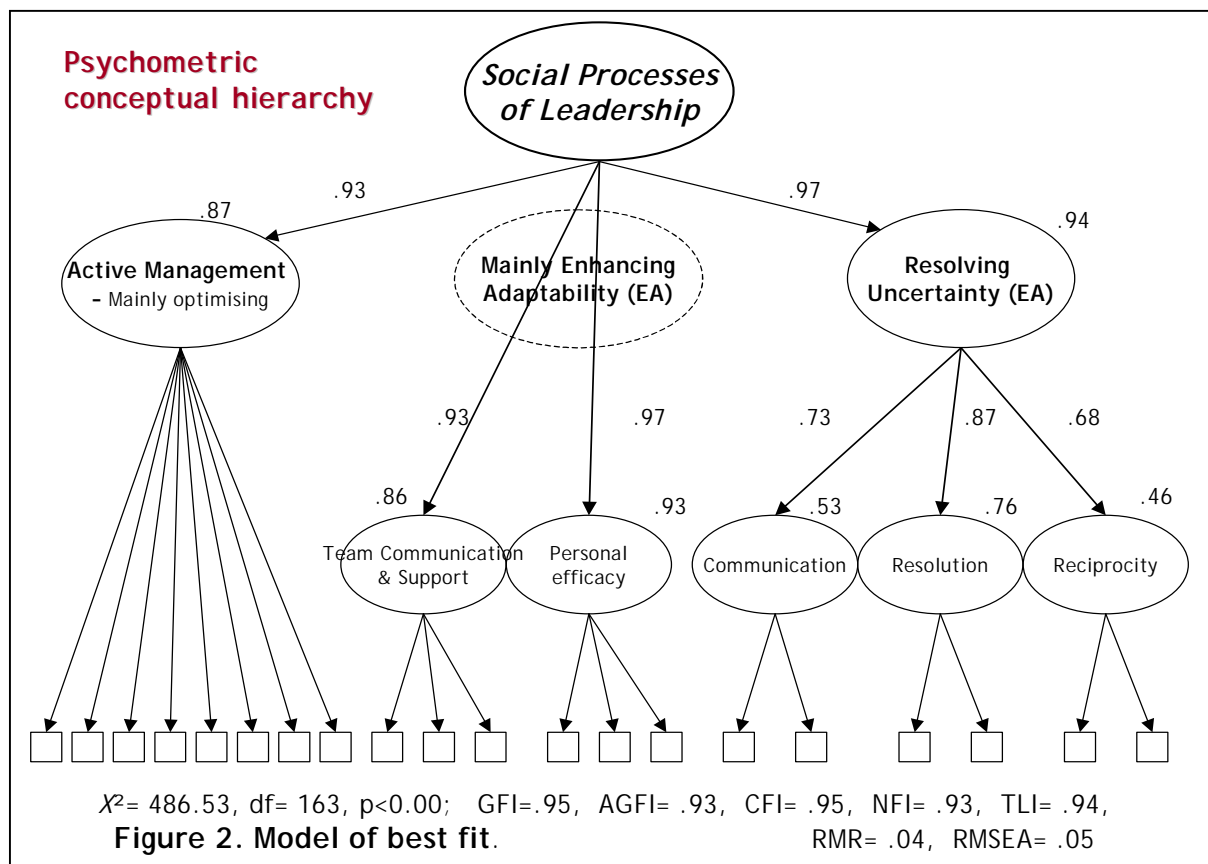 Psychometric
conceptual hierarchy
Social Processes
of Leadership
.93
.97
.87
.94
Active Management
- Mainly optimising
Mainly Enhancing
Adaptability (EA)
Resolving
Uncertainty (EA)
.93
.97
.73
.87
.68
.86
.93
.53
.76
.46
Team Communication
& Support
Personal
efficacy
Communication
Resolution
Reciprocity
X²= 486.53, df= 163, p<0.00; GFI=.95, AGFI= .93, CFI= .95, NFI= .93, TLI= .94,
Figure 2. Model of best fit. RMR= .04, RMSEA= .05